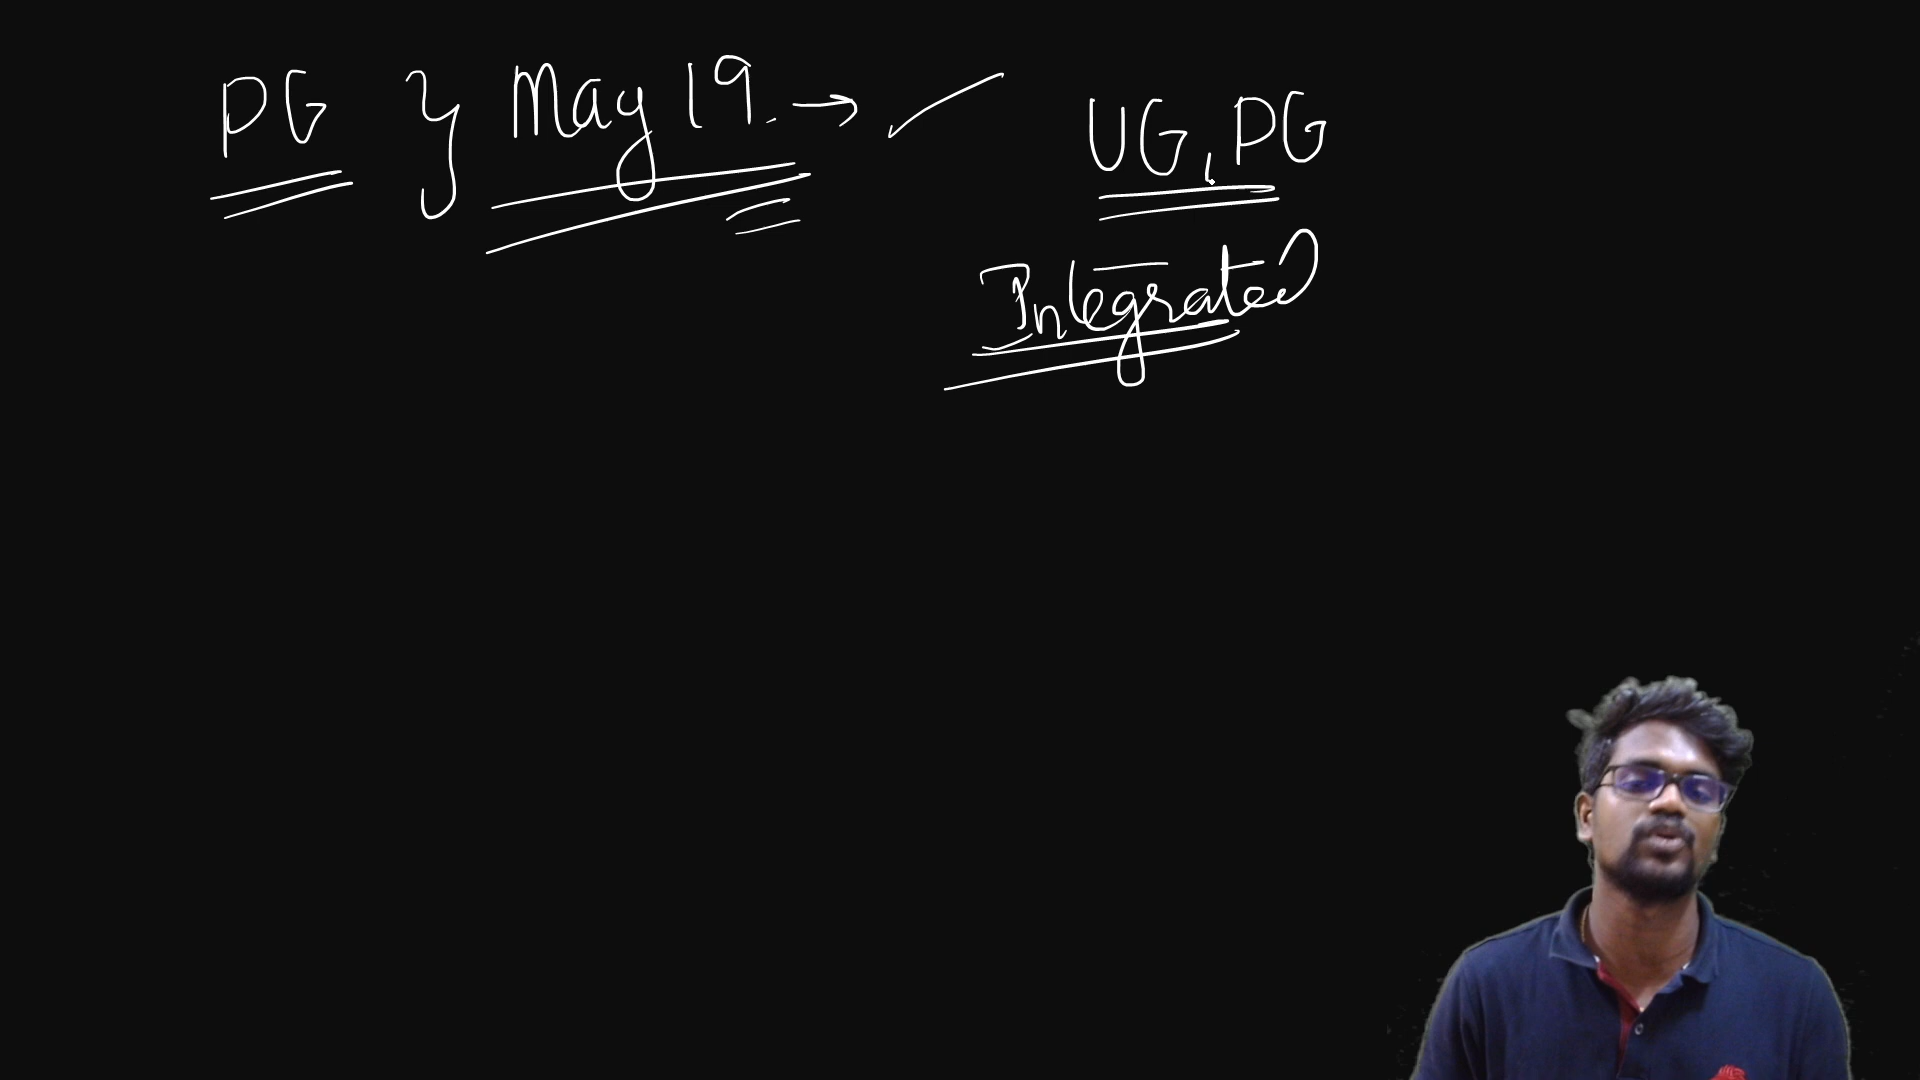 PG } May 19. → ✓ UG, PG
Integrated